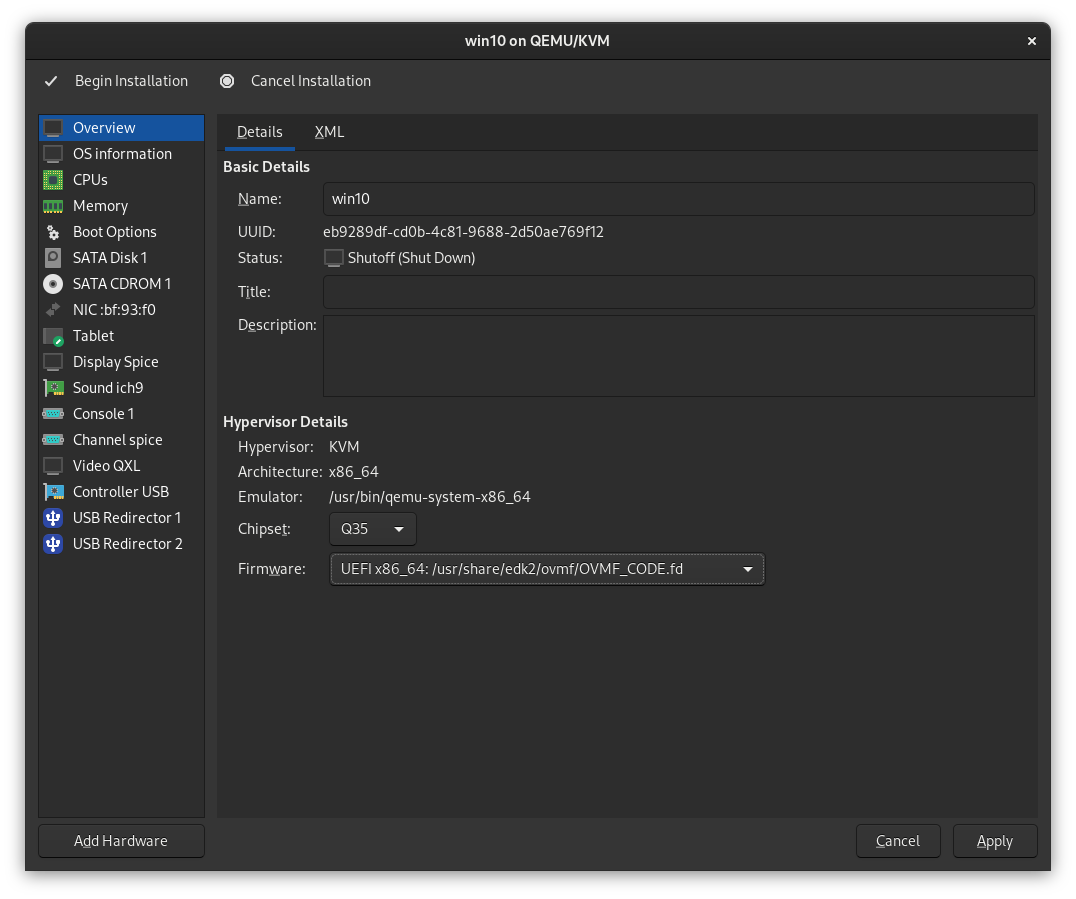 win10 on QEMU/KVM
Begin Installation
Cancel Installation
Overview
OS information
CPUs
Memory
Boot Options
SATA Disk 1
SATA CDROM 1
NIC :bf:93:f0
Tablet
Display Spice
Sound ich9
Console 1
Channel spice
Video QXL
Controller USB
USB Redirector 1
USB Redirector 2
Add Hardware
Details XML
Basic Details
Name: win10
UUID: eb9289df-cd0b-4c81-9688-2d50ae769f12
Status: Shutoff (Shut Down)
Title:
Description:
Hypervisor Details
Hypervisor: KVM
Architecture: x86_64
Emulator: /usr/bin/qemu-system-x86_64
Chipset: Q35
Firmware: UEFI x86_64: /usr/share/edk2/ovmf/OVMF_CODE.fd
Cancel Apply